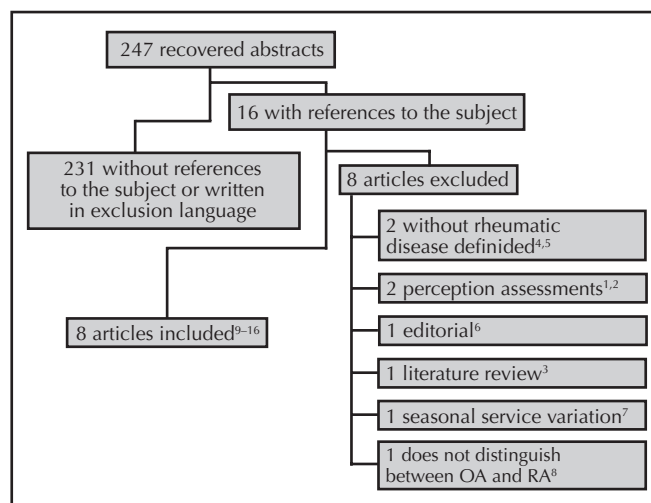 247 recovered abstracts
16 with references to the subject
231 without references
to the subject or written
in exclusion language
8 articles excluded
2 without rheumatic
disease definided4,5
2 perception assessments1,2
8 articles included9–16
1 editorial6
1 literature review3
1 seasonal service variation7
1 does not distinguish
between OA and RA8